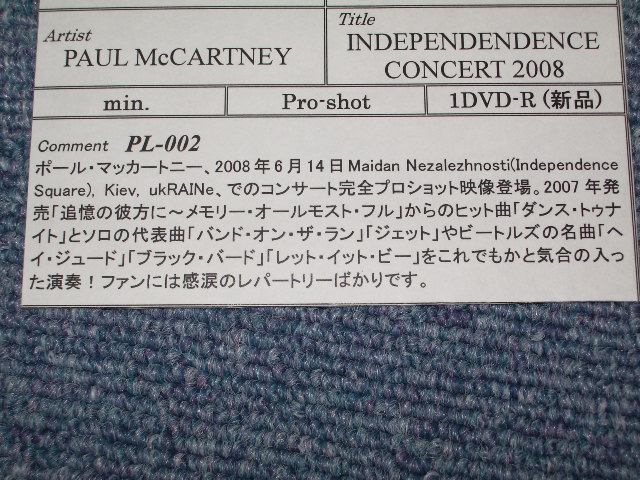 Artist
PAUL McCARTNEY
Title
INDEPENDENDENCE
CONCERT 2008
min.
Pro-shot
1DVD-R (新品)
Comment PL-002
ポール・マッカートニー、2008年6月14日Maidan Nezalezhnosti(Independence
Square), Kiev, ukRAINe、でのコンサート完全プロショット映像登場。2007年発
売「追憶の彼方に～メモリー・オールモスト・フル」からのヒット曲「ダンス・トゥナ
イト」とソロの代表曲「バンド・オン・ザ・ラン」「ジェット」やビートルズの名曲「ヘ
イ・ジュード」「ブラック・バード」「レット・イット・ビー」をこれでもかと気合の入っ
た演奏！ファンには感涙のレパートリーばかりです。